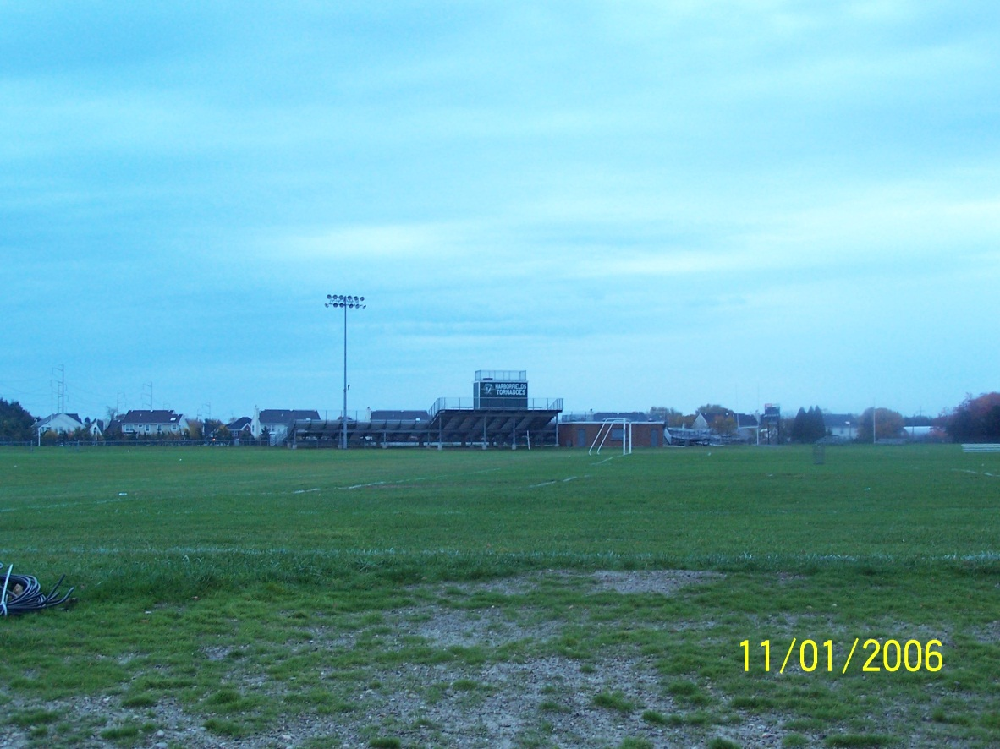 HARBORFIELDS
TORNADOES
11/01/2006